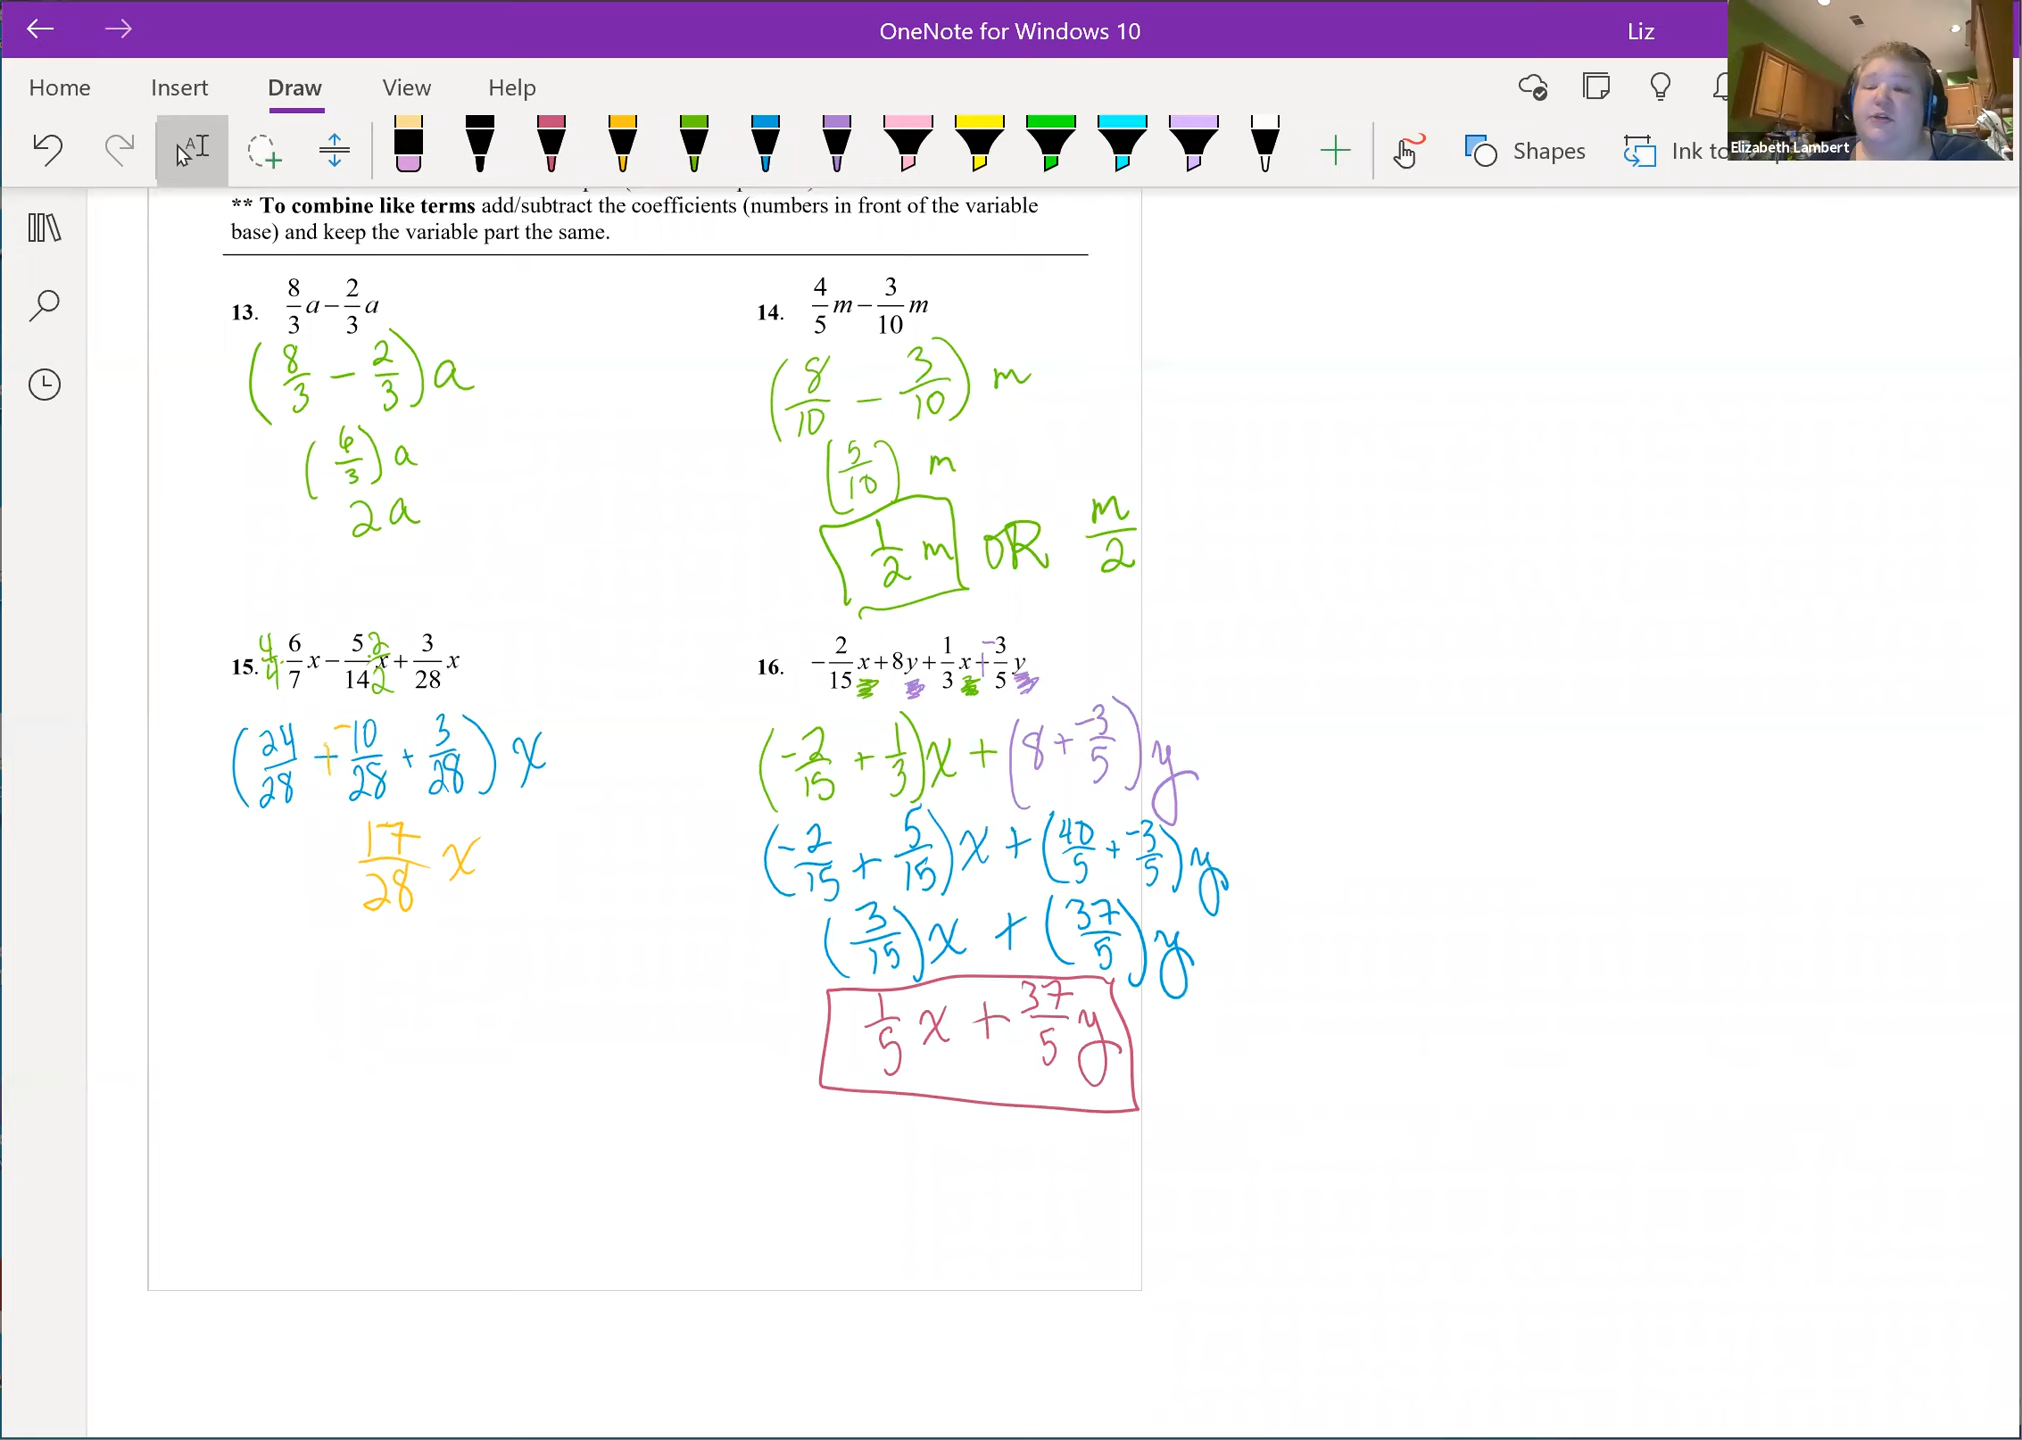 OneNote for Windows 10
Liz
Home Insert Draw View Help
Elizabeth Lambert
Shapes
Ink to
** To combine like terms add/subtract the coefficients (numbers in front of the variable
base) and keep the variable part the same.
13. 8/3 a − 2/3 a
(8/3 − 2/3) a
(6/3) a
2a
14. 4/5 m − 3/10 m
(8/10 − 3/10) m
(5/10) m
1/2 m OR m/2
15. 4/4 · 6/7 x − 5/14 · 2/2 x + 3/28 x
(24/28 + -10/28 + 3/28) x
17/28 x
16. −2/15 x + 8y + 1/3 x + -3/5 y
(-2/15 + 1/3) x + (8 + -3/5) y
(-2/15 + 5/15) x + (40/5 + -3/5) y
(3/15) x + (37/5) y
1/5 x + 37/5 y